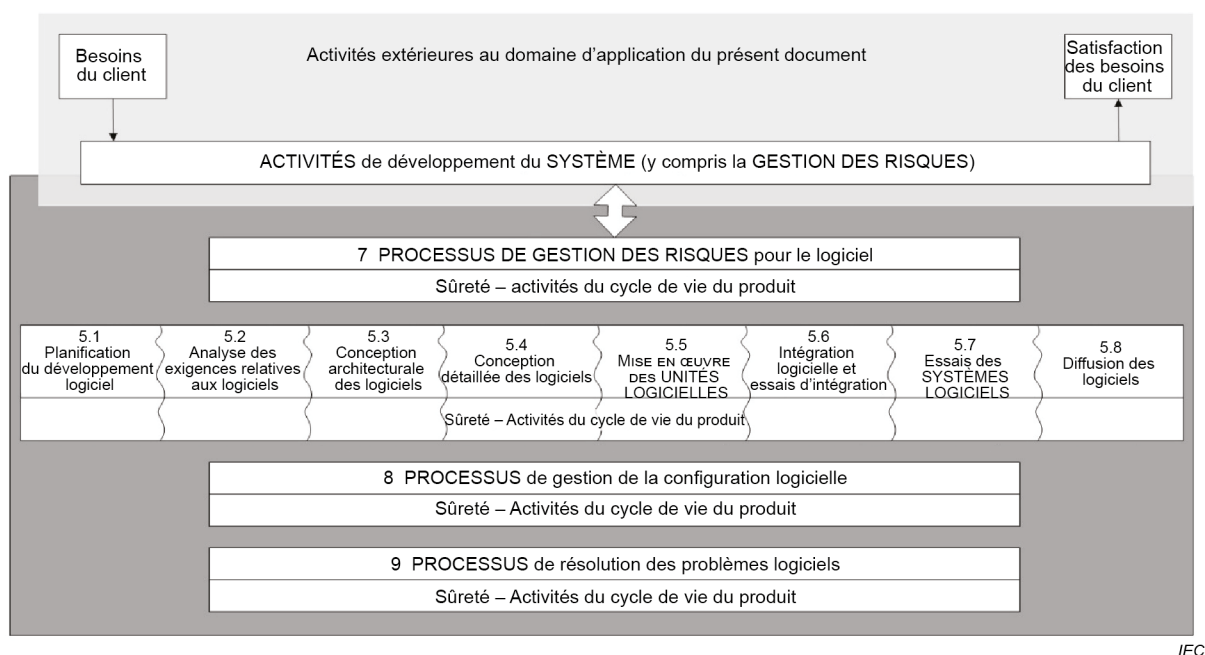 Besoins
du client
Activités extérieures au domaine d'application du présent document
Satisfaction
des besoins
du client
ACTIVITÉS de développement du SYSTÈME (y compris la GESTION DES RISQUES)
7 PROCESSUS DE GESTION DES RISQUES pour le logiciel
Sûreté – activités du cycle de vie du produit
5.1
Planification
du développement
logiciel
5.2
Analyse des
exigences relatives
aux logiciels
5.3
Conception
architecturale
des logiciels
5.4
Conception
détaillée des logiciels
5.5
MISE EN ŒUVRE
DES UNITÉS
LOGICIELLES
5.6
Intégration
logicielle et
essais d'intégration
5.7
Essais des
SYSTÈMES
LOGICIELS
5.8
Diffusion des
logiciels
Sûreté – Activités du cycle de vie du produit
8 PROCESSUS de gestion de la configuration logicielle
Sûreté – Activités du cycle de vie du produit
9 PROCESSUS de résolution des problèmes logiciels
Sûreté – Activités du cycle de vie du produit
IEC